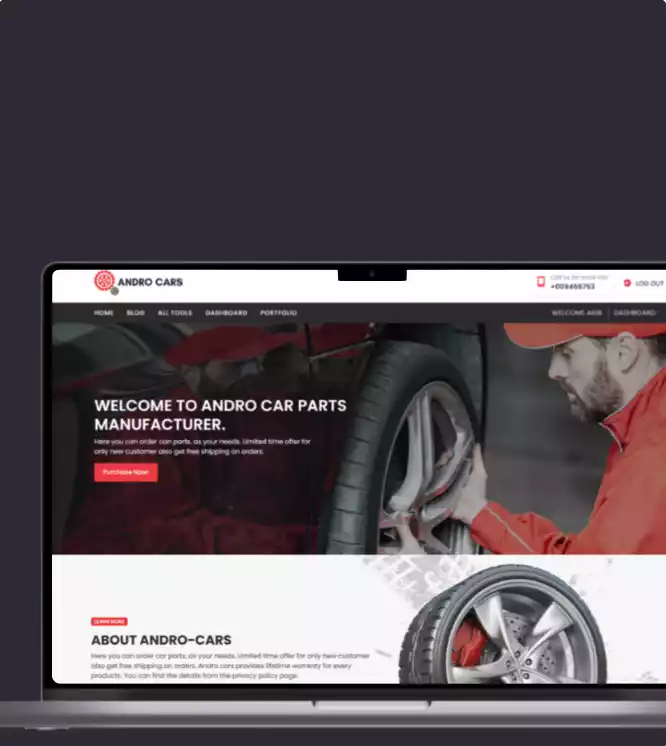 ANDRO CARS
+009455753
LOG OUT
HOME BLOG ALL TOOLS DASHBOARD PORTFOLIO
WELCOME AKIB DASHBOARD
WELCOME TO ANDRO CAR PARTS
MANUFACTURER.
Here you can order car parts, as your needs. Limited time offer for
only new customer also get free shipping on orders.
Purchase Now
LEARN MORE
ABOUT ANDRO-CARS
Here you can order car parts, as your needs. Limited time offer for only new customer
also get free shipping on orders. Andro cars provides lifetime warranty for every
products. You can find the details from the privacy policy page.